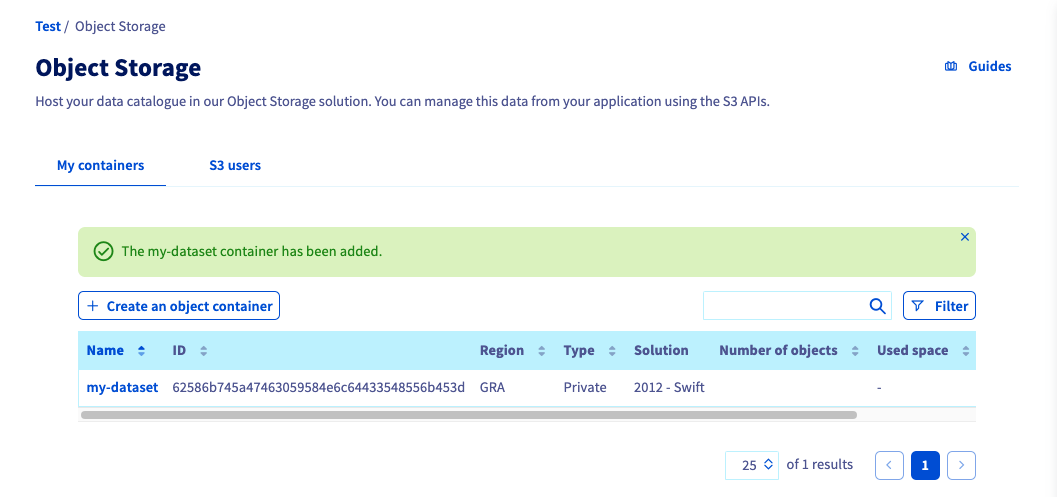 Test / Object Storage
Object Storage
Guides
Host your data catalogue in our Object Storage solution. You can manage this data from your application using the S3 APIs.
My containers S3 users
The my-dataset container has been added.
Create an object container Filter
Name ID Region Type Solution Number of objects Used space
my-dataset 62586b745a47463059584e6c64433548556b453d GRA Private 2012 - Swift -
25 of 1 results 1